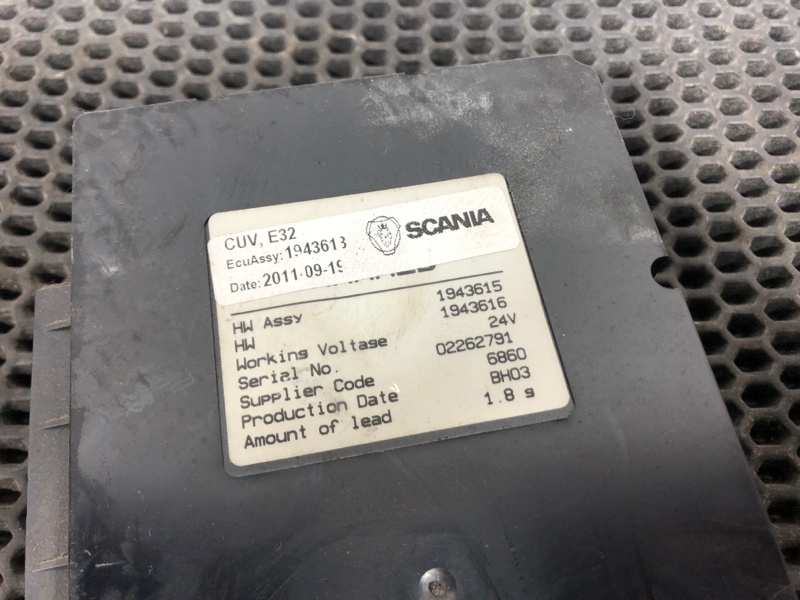 CUV, E32
SCANIA
EcuAssy: 1943613
Date: 2011-09-19
HW Assy 1943615
HW 1943616
Working Voltage 24V
Serial No. 02262791
Supplier Code 6860
Production Date BH03
Amount of lead 1.8 g